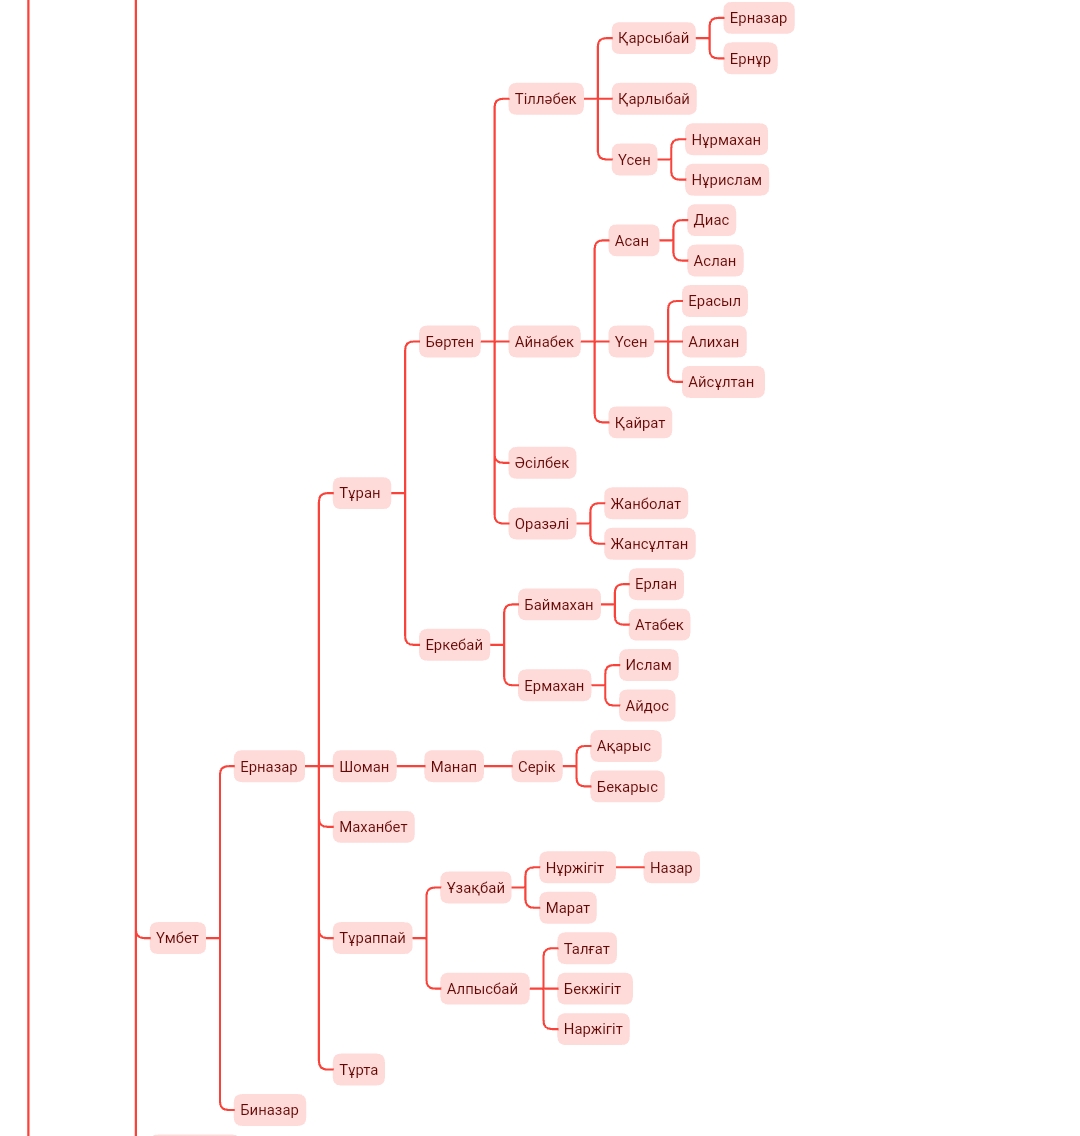 Ерназар
Қарсыбай
Ернұр
Тілләбек
Қарлыбай
Нұрмахан
Үсен
Нұрислам
Диас
Асан
Аслан
Ерасыл
Бөртен
Айнабек
Үсен
Алихан
Айсұлтан
Қайрат
Әсілбек
Тұран
Жанболат
Оразәлі
Жансұлтан
Ерлан
Баймахан
Атабек
Еркебай
Ислам
Ермахан
Айдос
Ақарыс
Ерназар
Шоман
Манап
Серік
Бекарыс
Маханбет
Нұржігіт
Назар
Ұзақбай
Марат
Үмбет
Тұраппай
Талғат
Алпысбай
Бекжігіт
Наржігіт
Тұрта
Биназар